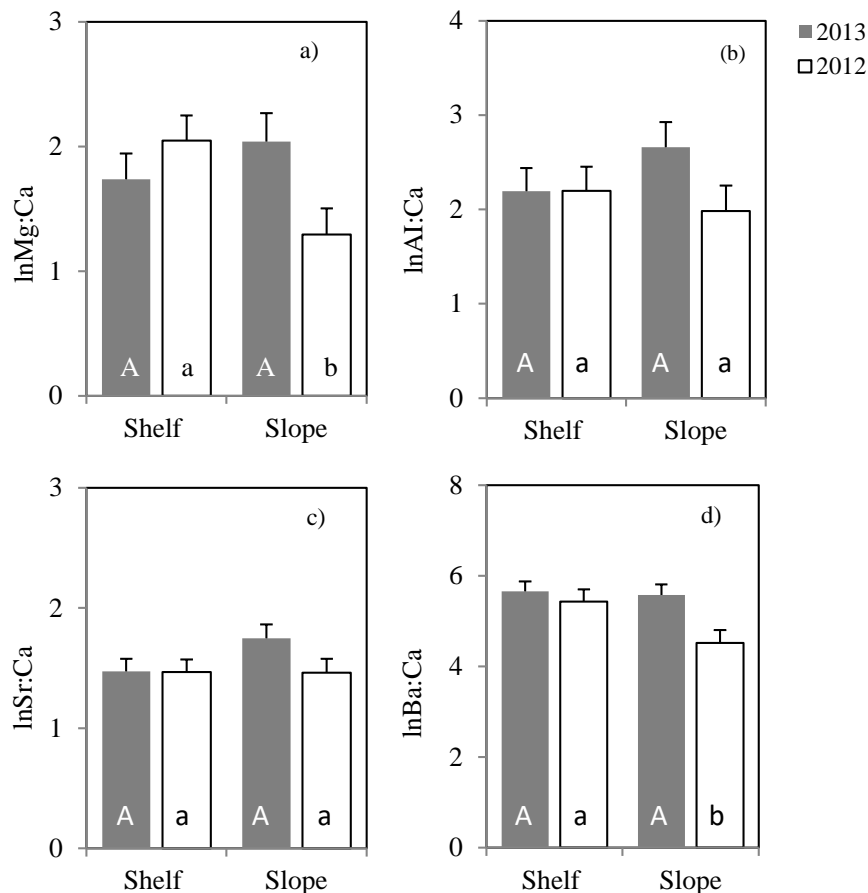 2013
2012
a)
lnMg:Ca
3
2
1
0
A a A b
Shelf Slope
(b)
lnAI:Ca
4
3
2
1
0
A a A a
Shelf Slope
c)
lnSr:Ca
3
2
1
0
A a A a
Shelf Slope
d)
lnBa:Ca
8
6
4
2
0
A a A b
Shelf Slope